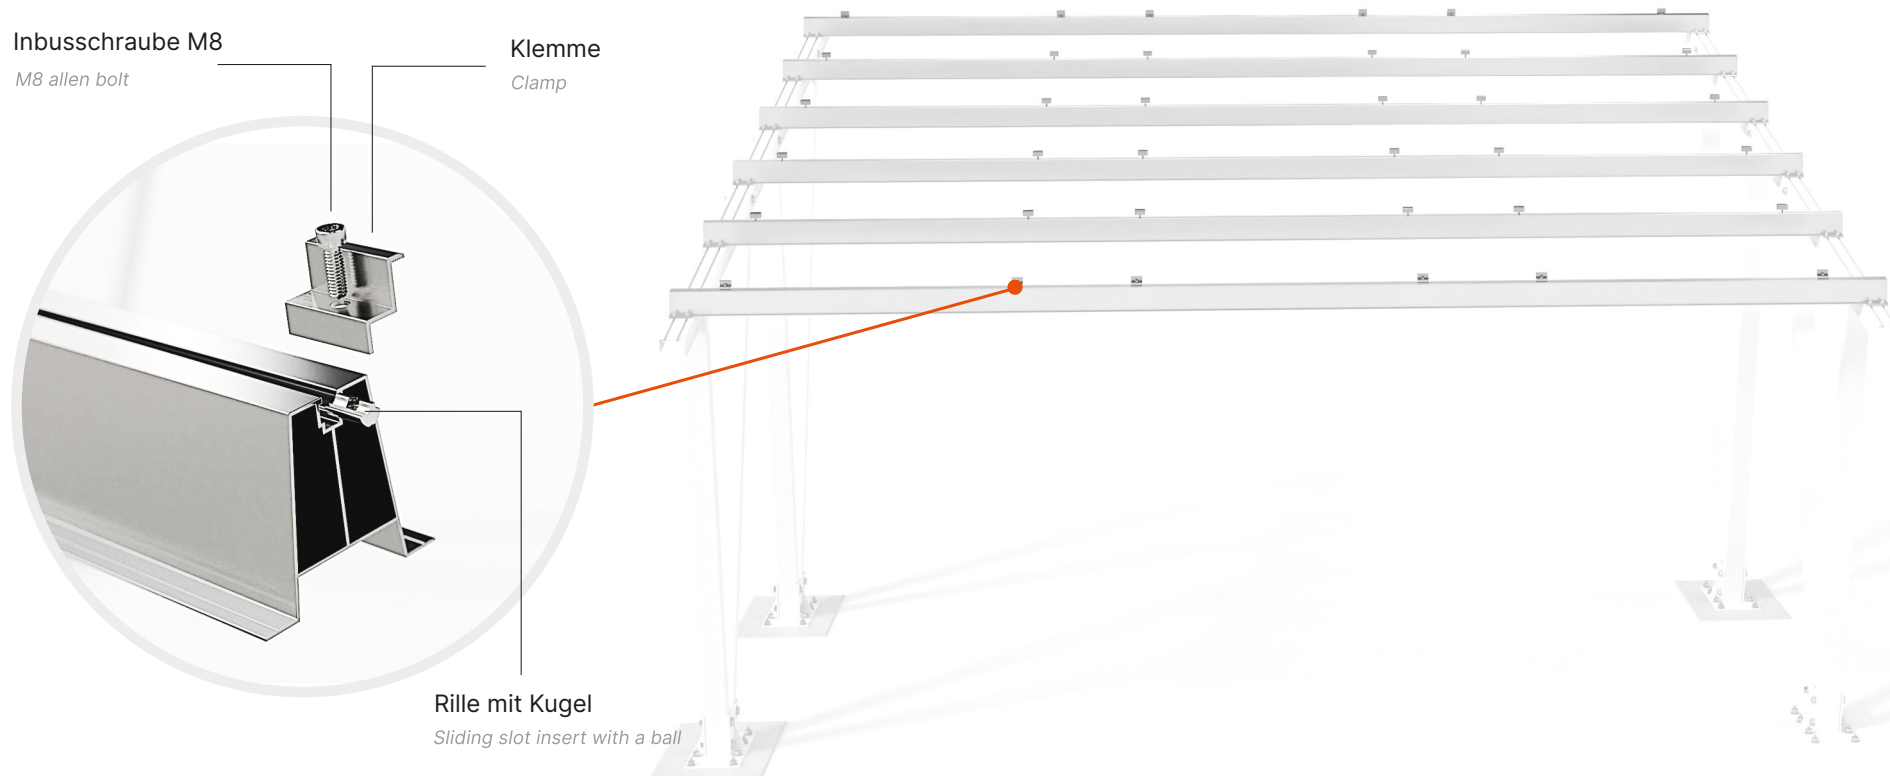 Inbusschraube M8
M8 allen bolt
Klemme
Clamp
Rille mit Kugel
Sliding slot insert with a ball